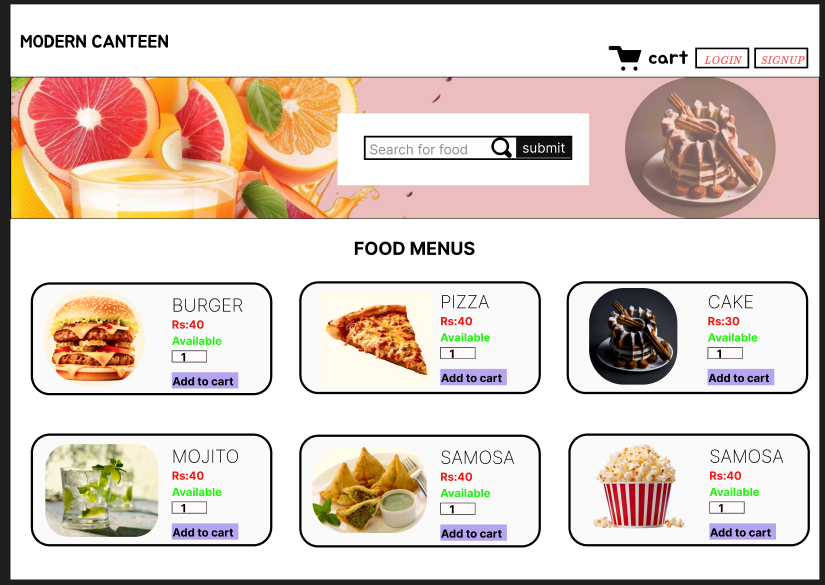 MODERN CANTEEN
cart LOGIN SIGNUP
Search for food submit
FOOD MENUS
BURGER
Rs:40
Available
1
Add to cart
PIZZA
Rs:40
Available
1
Add to cart
CAKE
Rs:30
Available
1
Add to cart
MOJITO
Rs:40
Available
1
Add to cart
SAMOSA
Rs:40
Available
1
Add to cart
SAMOSA
Rs:40
Available
1
Add to cart